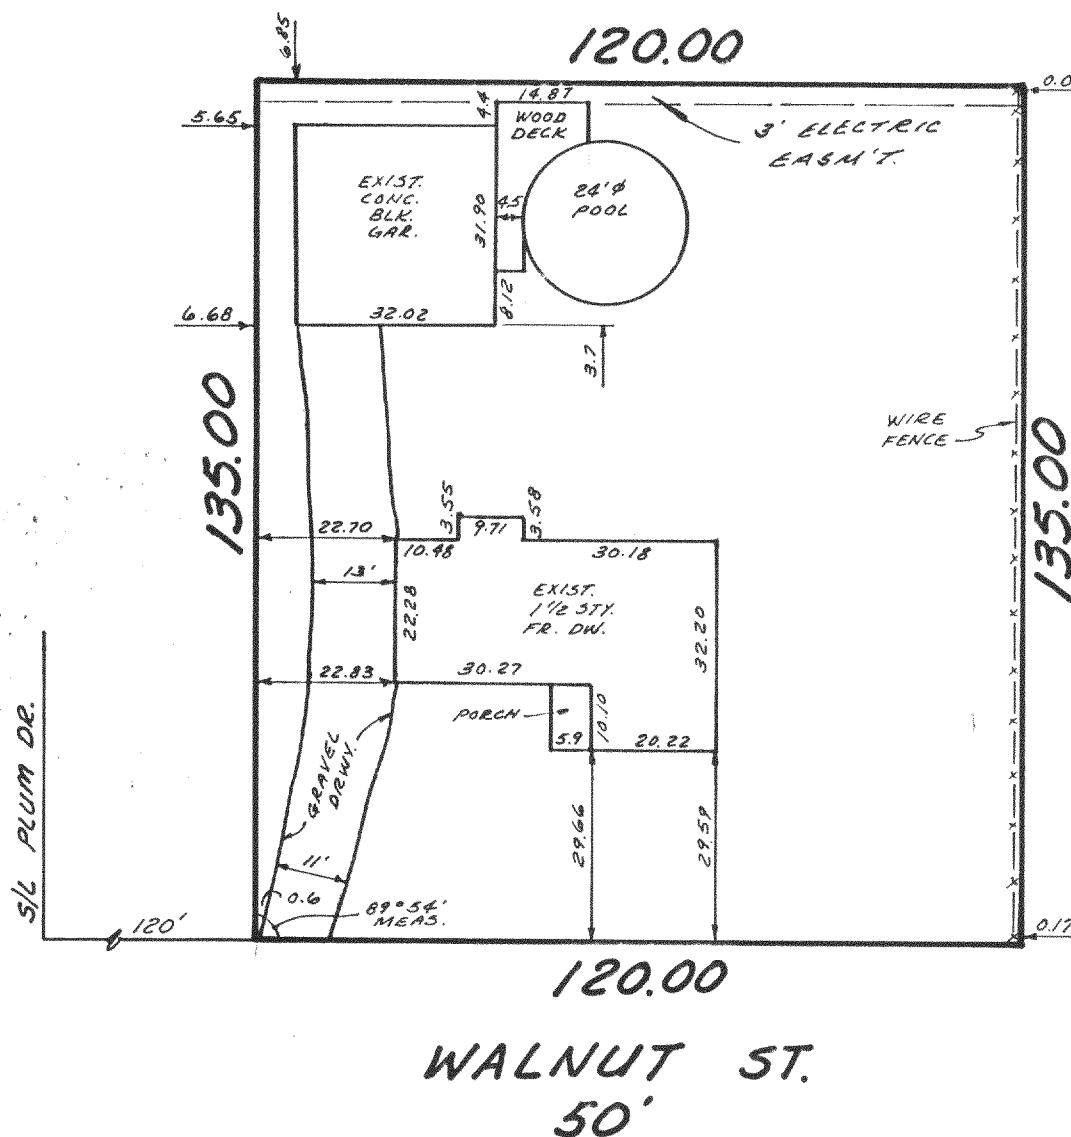 6.85
120.00
0.0
14.87
4.4
WOOD
DECK
5.65
3' ELECTRIC
EASM'T.
EXIST.
CONC.
BLK.
GAR.
31.90
4.5
24'φ
POOL
8.12
6.68
32.02
3.7
135.00
WIRE
FENCE
135.00
3.55
9.71
3.58
22.70
10.48
30.18
13'
22.28
EXIST.
1 1/2 STY.
FR. DW.
32.20
22.83
30.27
PORCH
10.10
5.9
20.22
S/L PLUM DR.
GRAVEL
DRWY.
29.66
29.59
11'
0.6
89°54'
MEAS.
120'
0.17
120.00
WALNUT ST.
50'